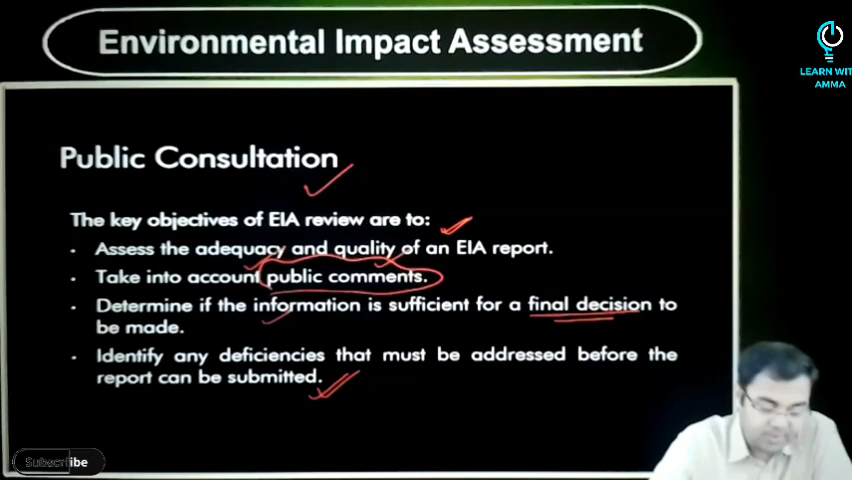 Environmental Impact Assessment
LEARN WIT
AMMA
Public Consultation
The key objectives of EIA review are to:
• Assess the adequacy and quality of an EIA report.
• Take into account public comments.
• Determine if the information is sufficient for a final decision to
be made.
• Identify any deficiencies that must be addressed before the
report can be submitted.
Subscribe